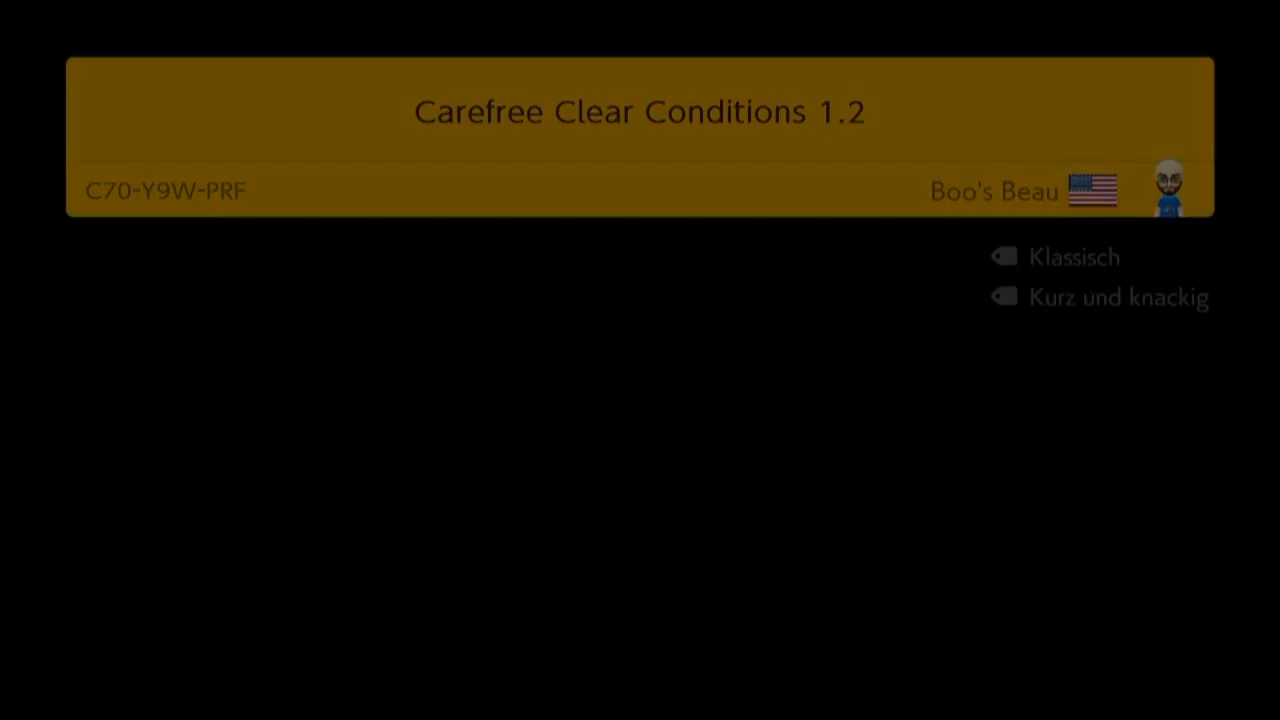 Carefree Clear Conditions 1.2
C70-Y9W-PRF
Boo's Beau
Klassisch
Kurz und knackig